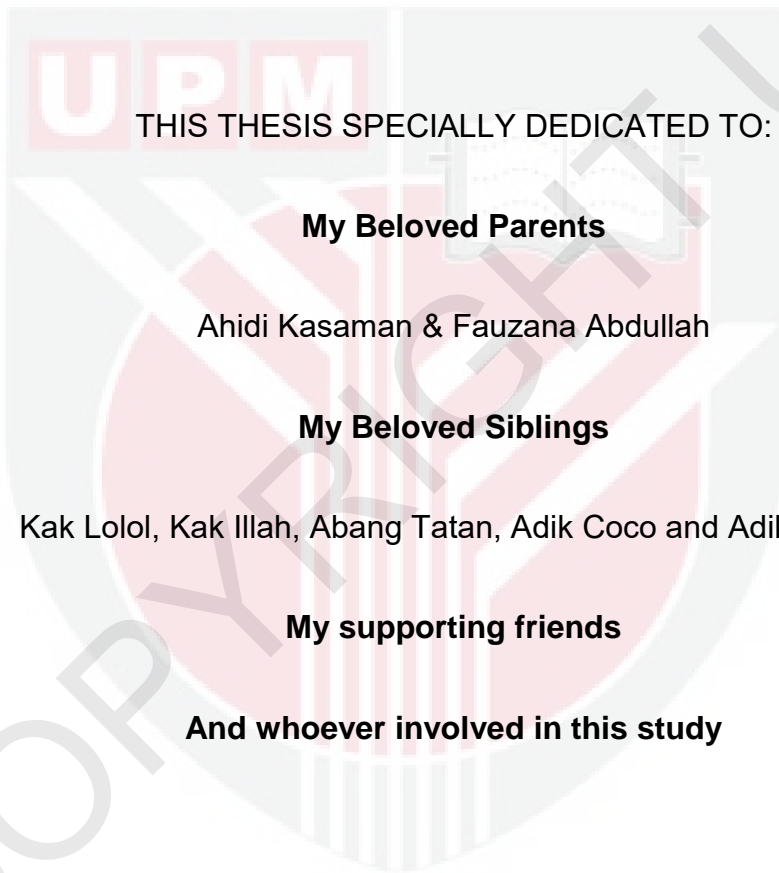 UPM
THIS THESIS SPECIALLY DEDICATED TO:
My Beloved Parents
Ahidi Kasaman & Fauzana Abdullah
My Beloved Siblings
Kak Lolol, Kak Illah, Abang Tatan, Adik Coco and
My supporting friends
And whoever involved in this study